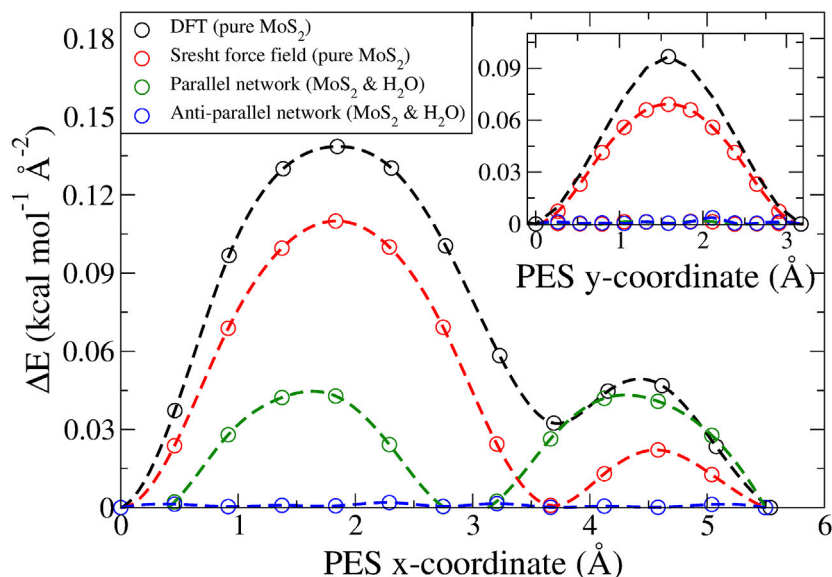 DFT (pure MoS2)
Sresht force field (pure MoS2)
Parallel network (MoS2 & H2O)
Anti-parallel network (MoS2 & H2O)
0.18
0.15
0.12
0.09
0.06
0.03
0
ΔE (kcal mol-1 Å-2)
0 1 2 3 4 5 6
PES x-coordinate (Å)
0.09
0.06
0.03
0
0 1 2 3
PES y-coordinate (Å)